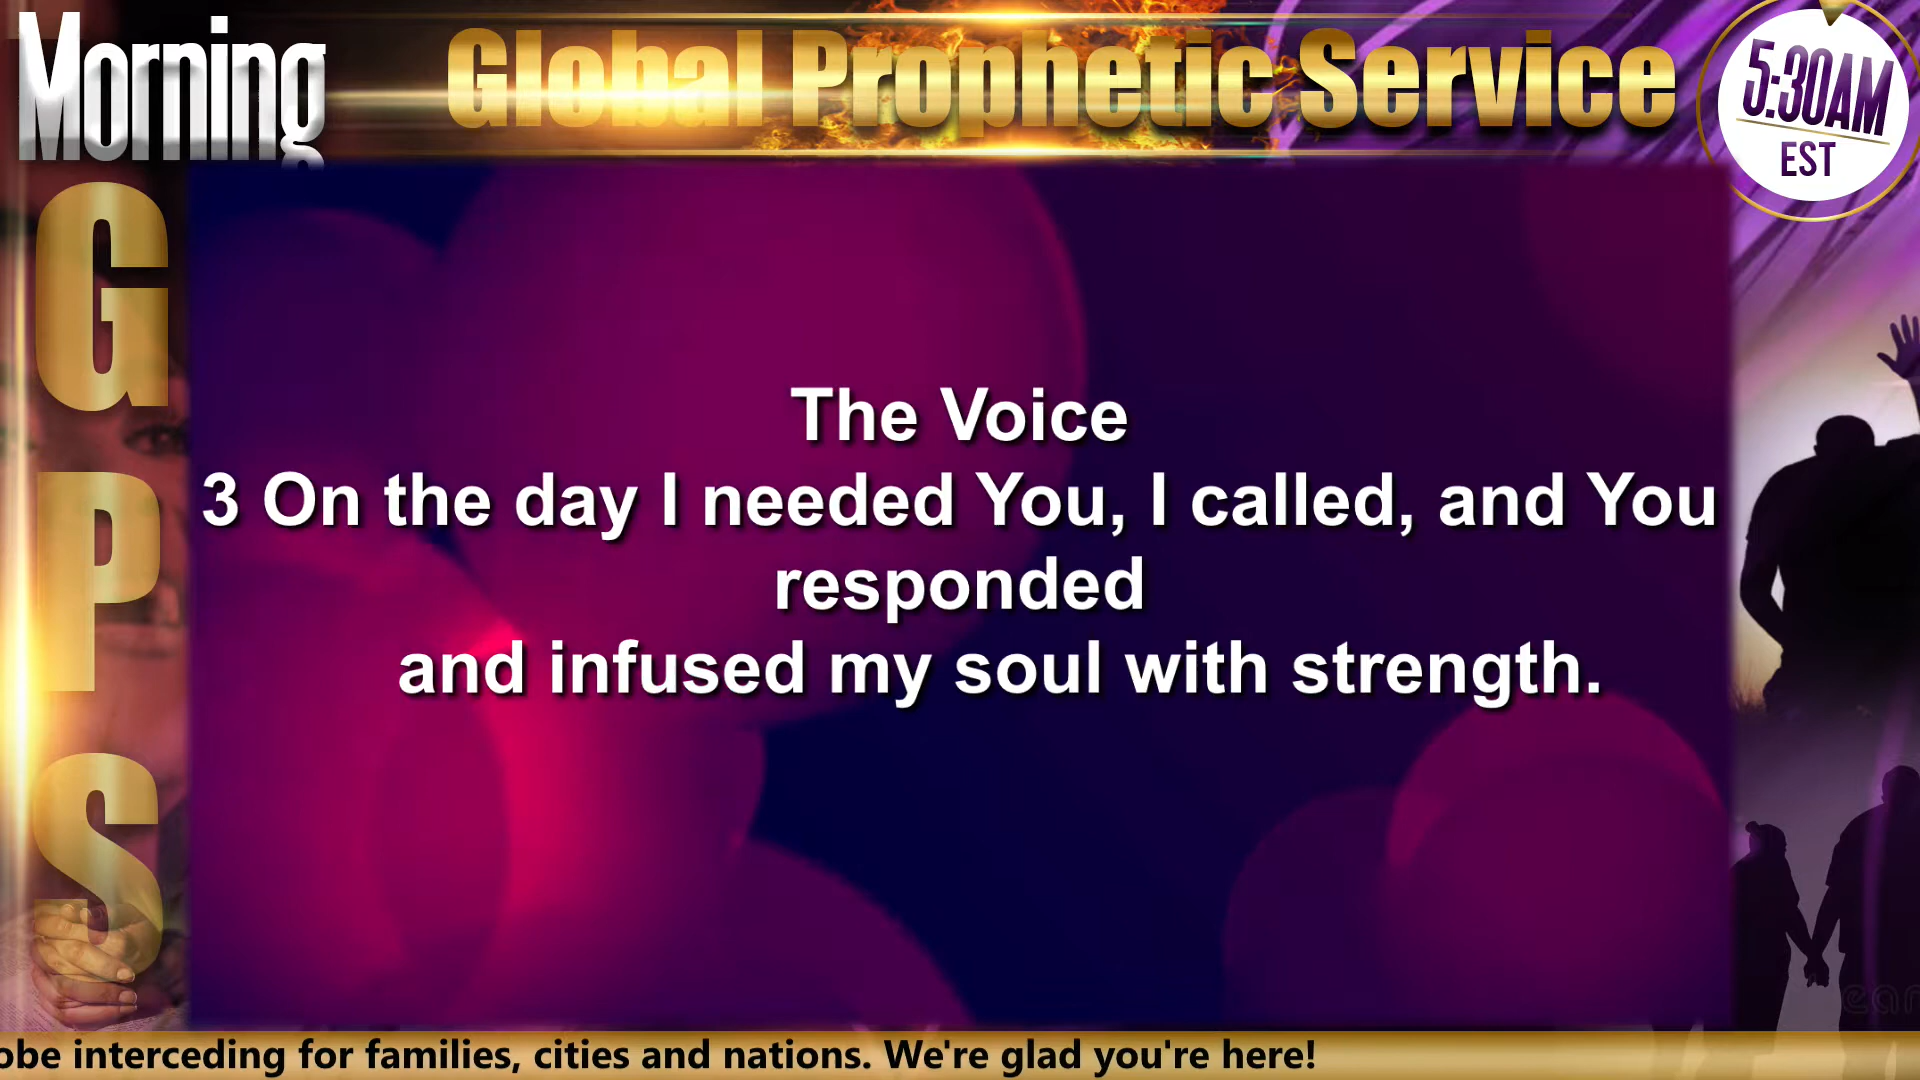 Morning
Global Prophetic Service
5:30AM
EST
G
P
S
The Voice
3 On the day I needed You, I called, and You
responded
and infused my soul with strength.
interceding for families, cities and nations. We're glad you're here!